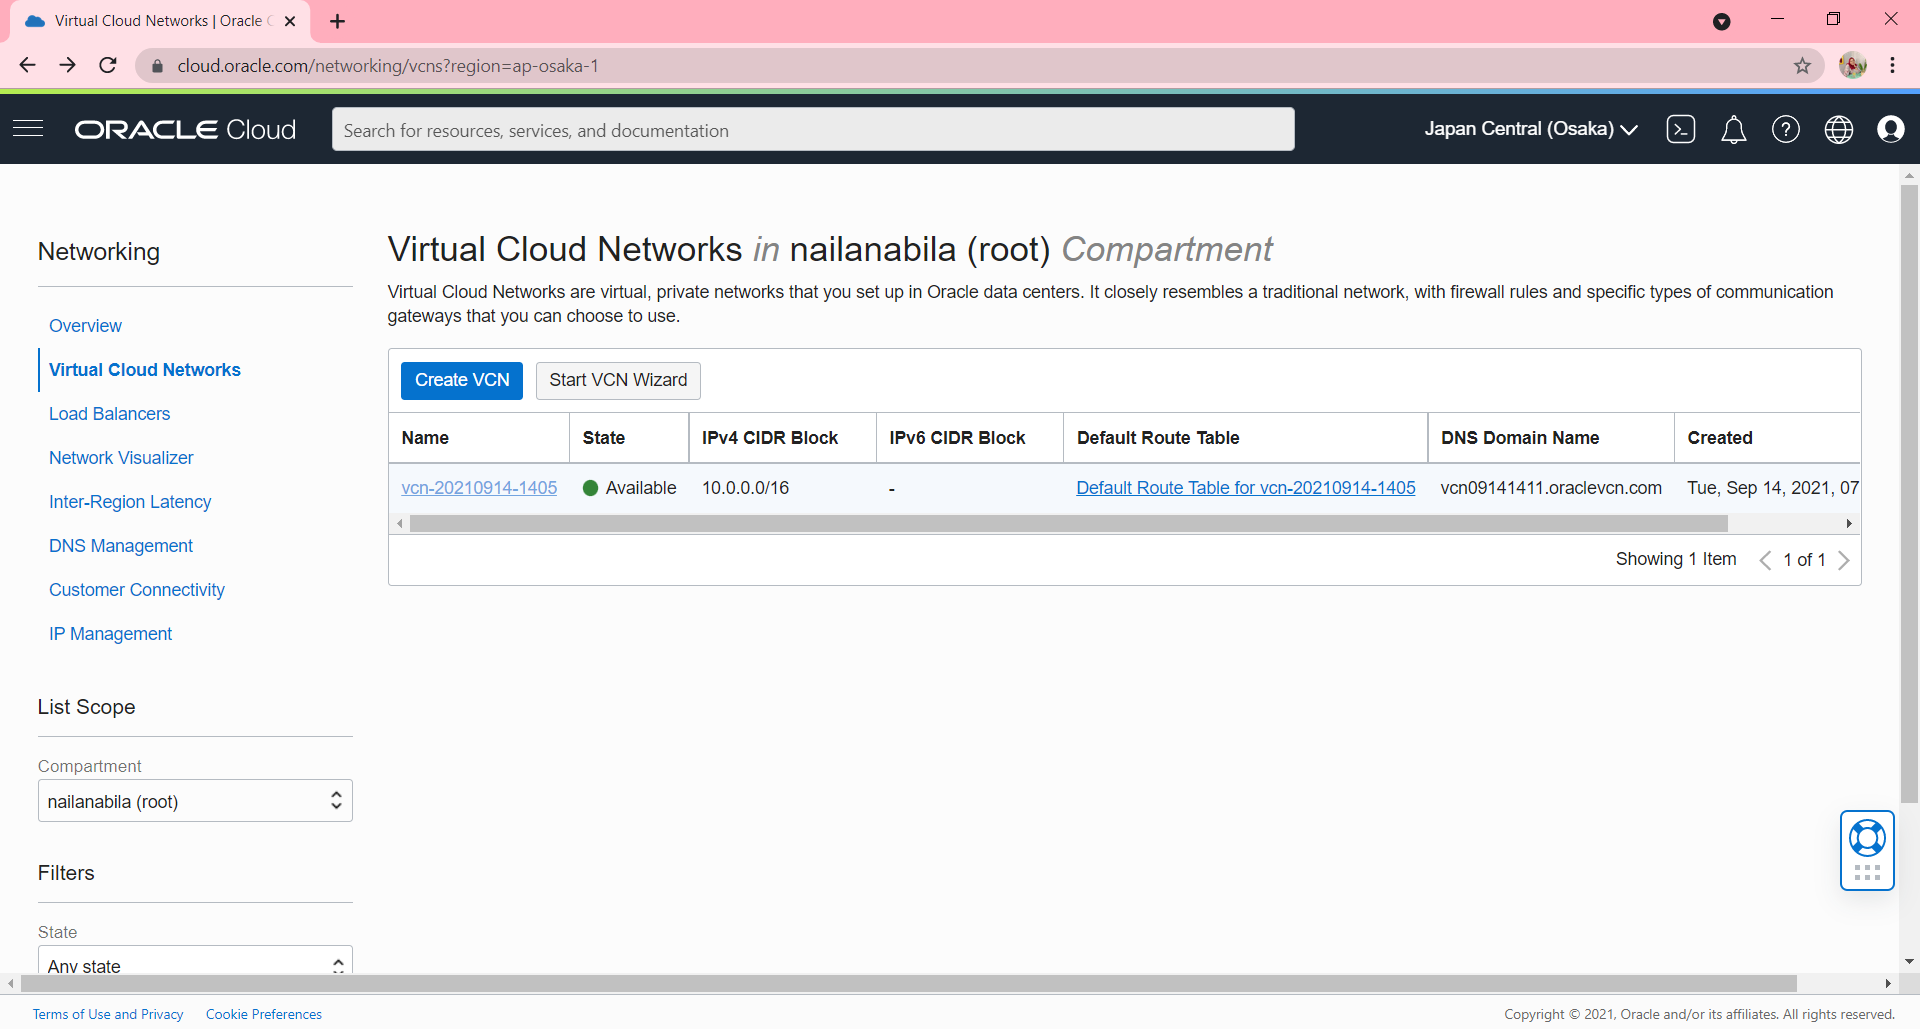 Virtual Cloud Networks | Oracle C
cloud.oracle.com/networking/vcns?region=ap-osaka-1
ORACLE Cloud
Search for resources, services, and documentation
Japan Central (Osaka)
Networking
Overview
Virtual Cloud Networks
Load Balancers
Network Visualizer
Inter-Region Latency
DNS Management
Customer Connectivity
IP Management
List Scope
Compartment
nailanabila (root)
Filters
State
Any state
Virtual Cloud Networks in nailanabila (root) Compartment
Virtual Cloud Networks are virtual, private networks that you set up in Oracle data centers. It closely resembles a traditional network, with firewall rules and specific types of communication
gateways that you can choose to use.
Create VCN Start VCN Wizard
Name State IPv4 CIDR Block IPv6 CIDR Block Default Route Table DNS Domain Name Created
vcn-20210914-1405 Available 10.0.0.0/16 - Default Route Table for vcn-20210914-1405 vcn09141411.oraclevcn.com Tue, Sep 14, 2021, 07
Showing 1 Item 1 of 1
Terms of Use and Privacy Cookie Preferences
Copyright © 2021, Oracle and/or its affiliates. All rights reserved.